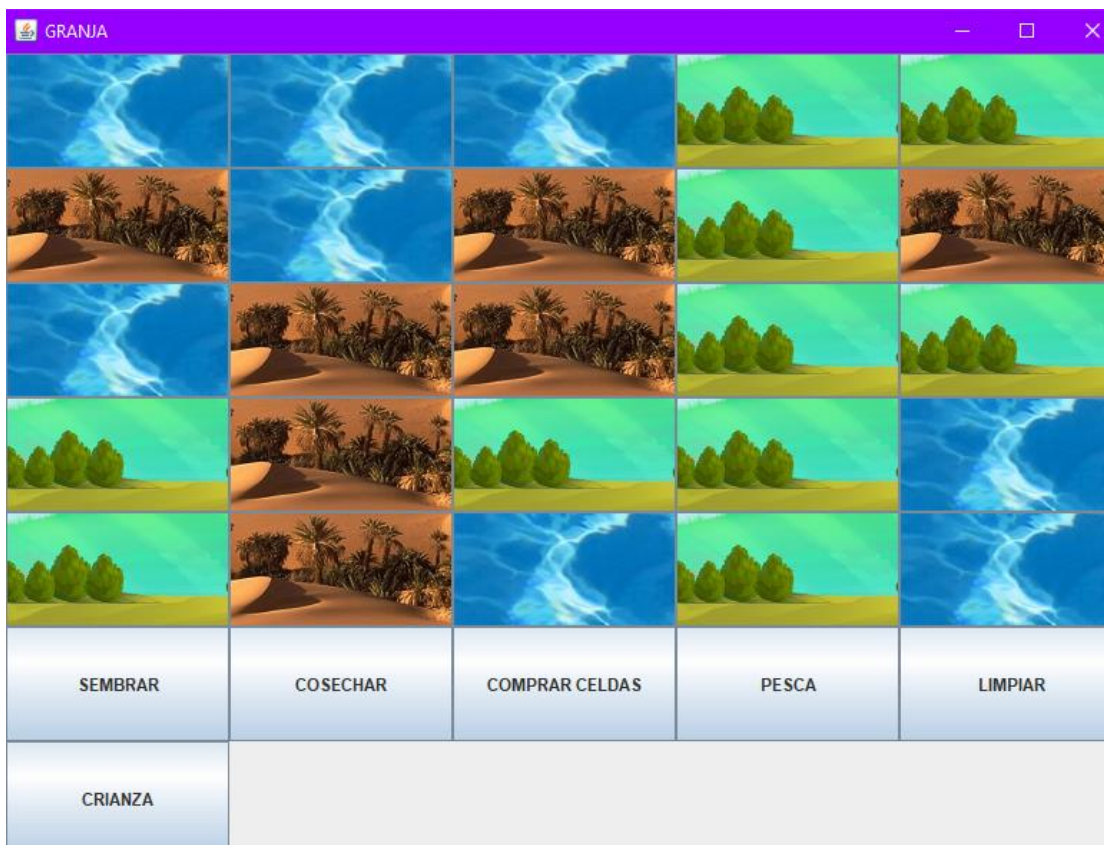 GRANJA
SEMBRAR
COSECHAR
COMPRAR CELDAS
PESCA
LIMPIAR
CRIANZA